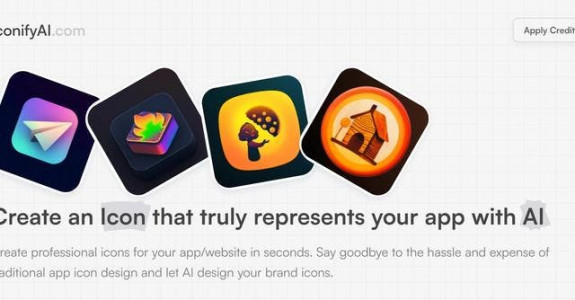 conifyAI.com
Apply Credit
Create an Icon that truly represents your app with AI
reate professional icons for your app/website in seconds. Say goodbye to the hassle and expense of
aditional app icon design and let AI design your brand icons.